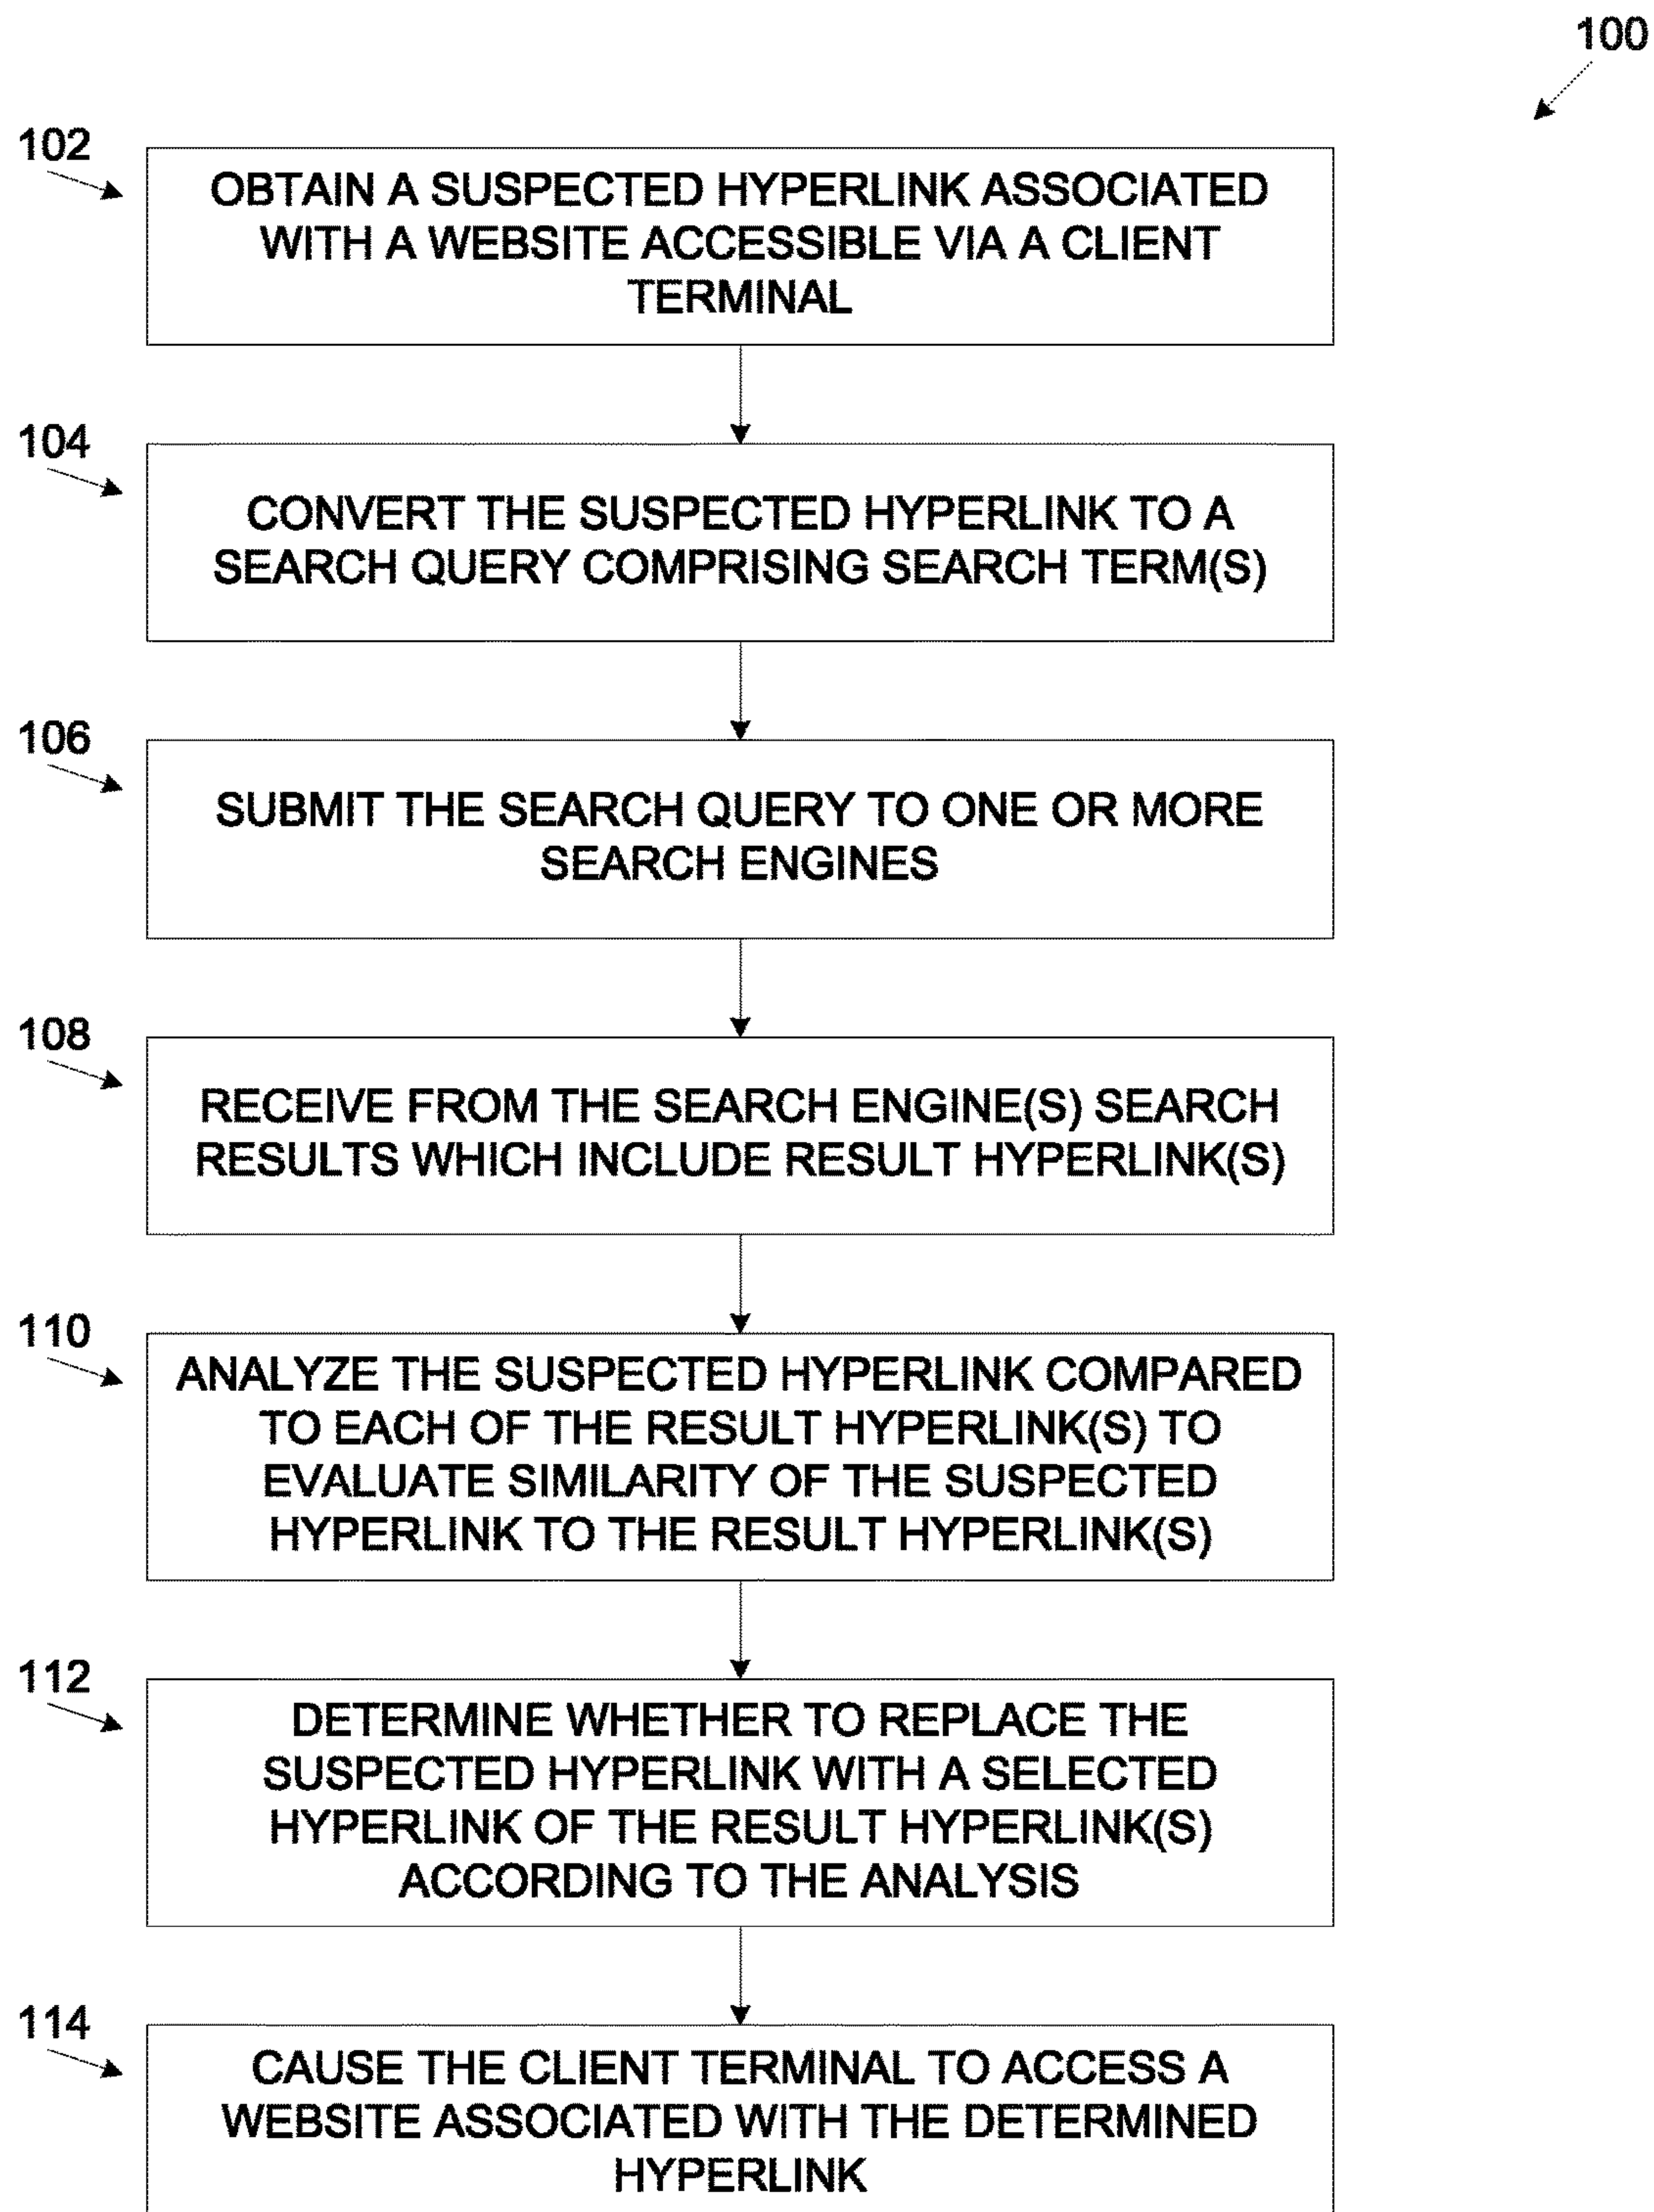 100
102
OBTAIN A SUSPECTED HYPERLINK ASSOCIATED
WITH A WEBSITE ACCESSIBLE VIA A CLIENT
TERMINAL
104
CONVERT THE SUSPECTED HYPERLINK TO A
SEARCH QUERY COMPRISING SEARCH TERM(S)
106
SUBMIT THE SEARCH QUERY TO ONE OR MORE
SEARCH ENGINES
108
RECEIVE FROM THE SEARCH ENGINE(S) SEARCH
RESULTS WHICH INCLUDE RESULT HYPERLINK(S)
110
ANALYZE THE SUSPECTED HYPERLINK COMPARED
TO EACH OF THE RESULT HYPERLINK(S) TO
EVALUATE SIMILARITY OF THE SUSPECTED
HYPERLINK TO THE RESULT HYPERLINK(S)
112
DETERMINE WHETHER TO REPLACE THE
SUSPECTED HYPERLINK WITH A SELECTED
HYPERLINK OF THE RESULT HYPERLINK(S)
ACCORDING TO THE ANALYSIS
114
CAUSE THE CLIENT TERMINAL TO ACCESS A
WEBSITE ASSOCIATED WITH THE DETERMINED
HYPERLINK